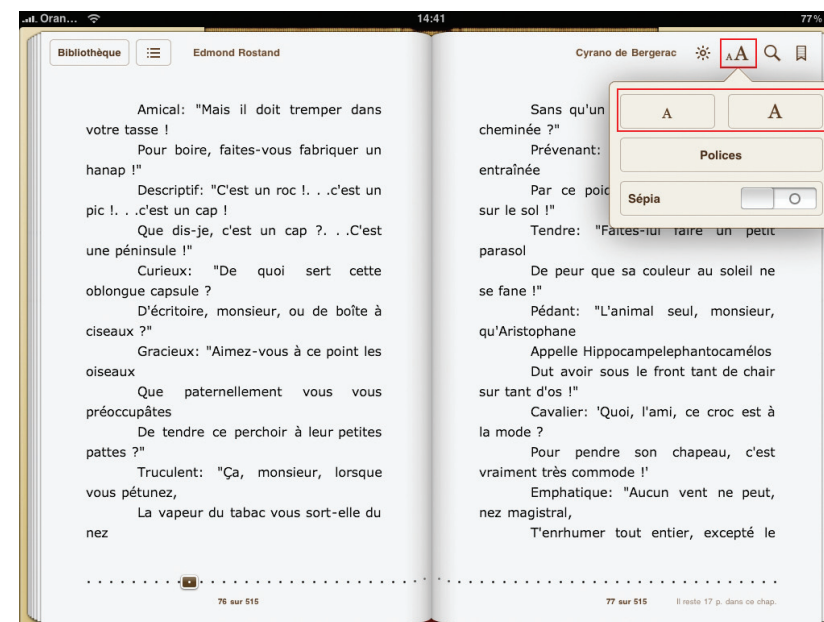 Oran... 14:41 77%
Bibliothèque Edmond Rostand Cyrano de Bergerac AA
Amical: "Mais il doit tremper dans
votre tasse !
Pour boire, faites-vous fabriquer un
hanap !"
Descriptif: "C'est un roc !. . .c'est un
pic !. . .c'est un cap !
Que dis-je, c'est un cap ?. . .C'est
une péninsule !"
Curieux: "De quoi sert cette
oblongue capsule ?
D'écritoire, monsieur, ou de boîte à
ciseaux ?"
Gracieux: "Aimez-vous à ce point les
oiseaux
Que paternellement vous vous
préoccupâtes
De tendre ce perchoir à leur petites
pattes ?"
Truculent: "Ça, monsieur, lorsque
vous pétunez,
La vapeur du tabac vous sort-elle du
nez
76 sur 515
Sans qu'un
cheminée ?"
Prévenant:
entraînée
Par ce poid
sur le sol !"
Tendre: "Faites-lui faire un petit
parasol
De peur que sa couleur au soleil ne
se fane !"
Pédant: "L'animal seul, monsieur,
qu'Aristophane
Appelle Hippocampelephantocamélos
Dut avoir sous le front tant de chair
sur tant d'os !"
Cavalier: 'Quoi, l'ami, ce croc est à
la mode ?
Pour pendre son chapeau, c'est
vraiment très commode !'
Emphatique: "Aucun vent ne peut,
nez magistral,
T'enrhumer tout entier, excepté le
77 sur 515 Il reste 17 p. dans ce chap.
A A
Polices
Sépia